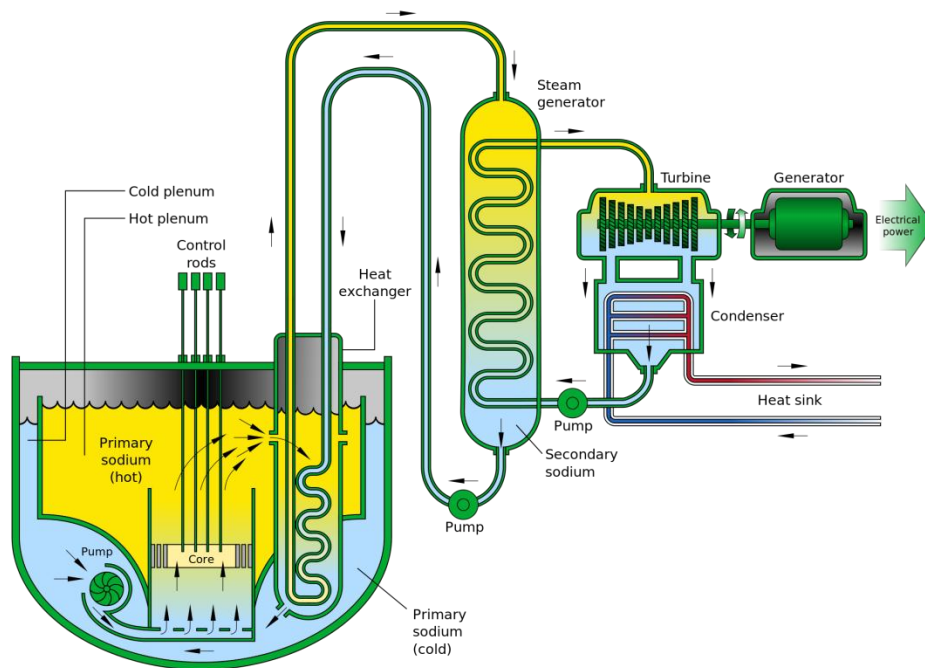 Steam
generator
Cold plenum
Hot plenum
Control
rods
Heat
exchanger
Turbine
Generator
Electrical
power
Condenser
Heat sink
Pump
Secondary
sodium
Pump
Primary
sodium
(hot)
Pump
Core
Primary
sodium
(cold)